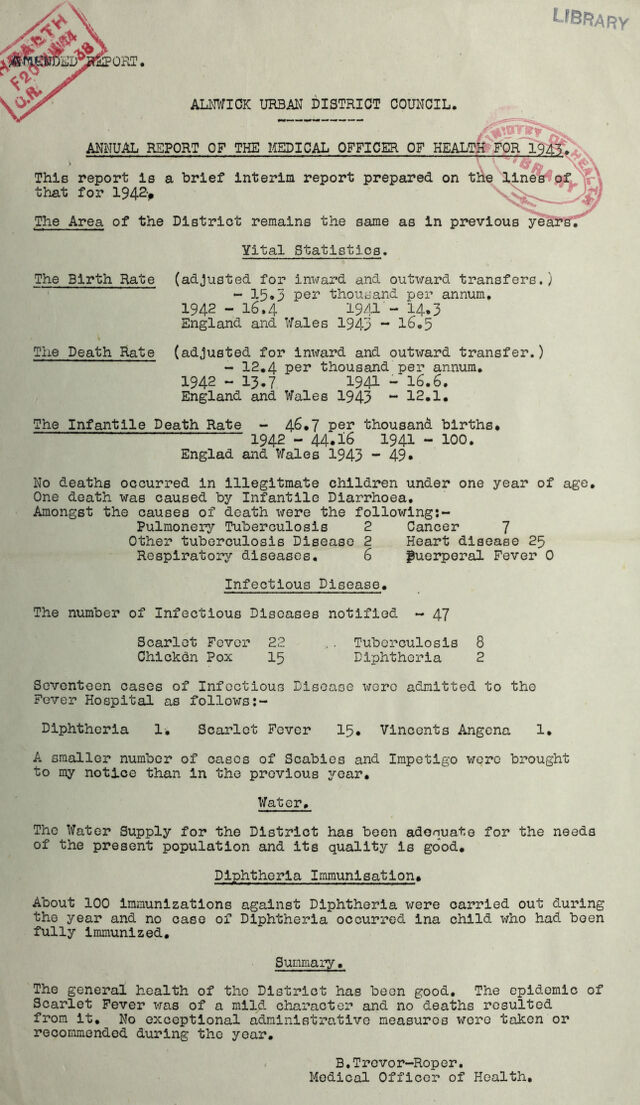 LIBRARY
HEALTH
F20
38
C.R.
AMENDED REPORT.
ALNWICK URBAN DISTRICT COUNCIL.
MINISTRY OF HEALTH
LIBRARY
ANNUAL REPORT OF THE MEDICAL OFFICER OF HEALTH FOR 1943.
This report is a brief interim report prepared on the lines of
that for 1942.
The Area of the District remains the same as in previous years.
Vital Statistics.
The Birth Rate (adjusted for inward and outward transfers.)
- 15.3 per thousand per annum.
1942 - 16.4 1941 - 14.3
England and Wales 1943 - 16.5
The Death Rate (adjusted for inward and outward transfer.)
- 12.4 per thousand per annum.
1942 - 13.7 1941 - 16.6.
England and Wales 1943 - 12.1.
The Infantile Death Rate - 46.7 per thousand births.
1942 - 44.16 1941 - 100.
Englad and Wales 1943 - 49.
No deaths occurred in illegitmate children under one year of age.
One death was caused by Infantile Diarrhoea.
Amongst the causes of death were the following:-
Pulmonery Tuberculosis 2 Cancer 7
Other tuberculosis Disease 2 Heart disease 25
Respiratory diseases. 6 Puerperal Fever 0
Infectious Disease.
The number of Infectious Diseases notified - 47
Scarlet Fever 22 Tuberculosis 8
Chicken Pox 15 Diphtheria 2
Seventeen cases of Infectious Disease were admitted to the
Fever Hospital as follows:-
Diphtheria 1. Scarlet Fever 15. Vincents Angena 1.
A smaller number of cases of Scabies and Impetigo were brought
to my notice than in the previous year.
Water.
The Water Supply for the District has been adequate for the needs
of the present population and its quality is good.
Diphtheria Immunisation.
About 100 immunizations against Diphtheria were carried out during
the year and no case of Diphtheria occurred ina child who had been
fully immunized.
Summary.
The general health of the District has been good. The epidemic of
Scarlet Fever was of a mild character and no deaths resulted
from it. No exceptional administrative measures were taken or
recommended during the year.
B.Trevor-Roper.
Medical Officer of Health.